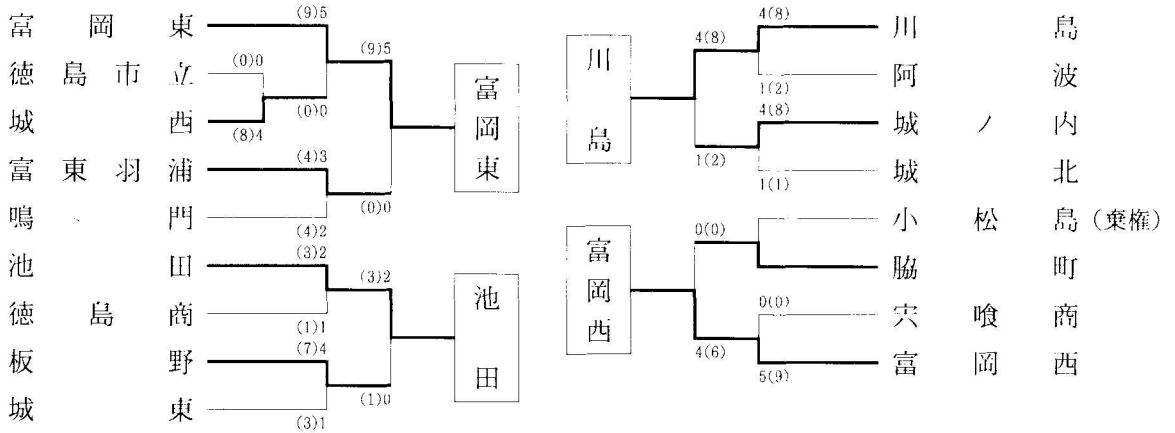 富岡東
(9)5
(9)5
(0)0
徳島市立
(0)0
城西
(8)4
富岡東
(4)3
富東羽浦
(0)0
鳴門
(4)2
(3)2
池田
(3)2
徳島商
(1)1
池田
(7)4
板野
(1)0
城東
(3)1
4(8)
川島
4(8)
川島
阿波
1(2)
4(8)
城ノ内
1(2)
城北
1(1)
小松島(棄権)
0(0)
富岡西
脇町
0(0)
宍喰商
4(6)
富岡西
5(9)